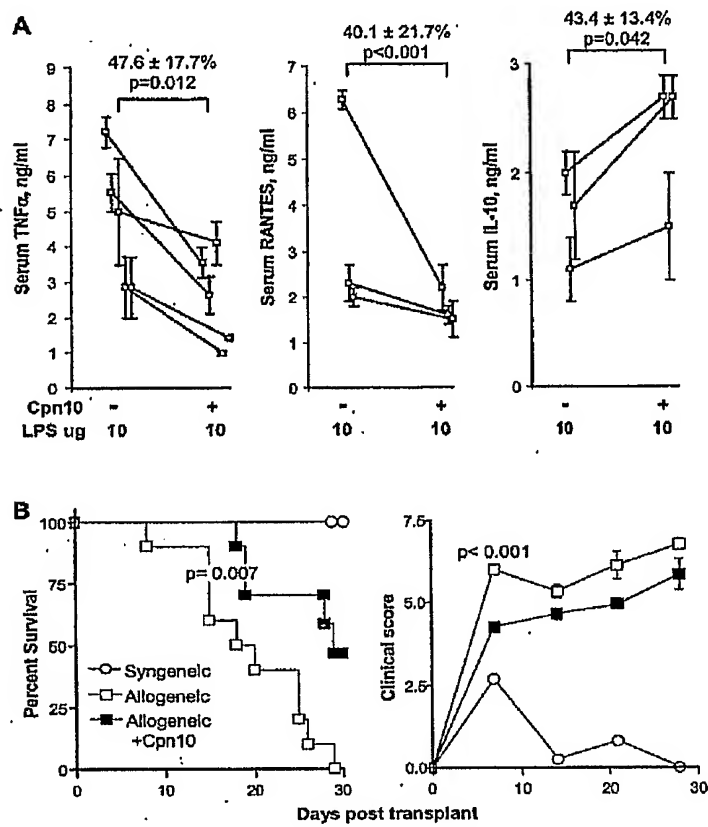 A
47.6 ± 17.7%
p=0.012
40.1 ± 21.7%
p<0.001
43.4 ± 13.4%
p=0.042
Serum TNFα, ng/ml
9
8
7
6
5
4
3
2
1
0
Serum RANTES, ng/ml
7
6
5
4
3
2
1
0
Serum IL-10, ng/ml
3
2
1
0
Cpn10 - + - + - +
LPS ug 10 10 10 10 10 10
B
Percent Survival
100
75
50
25
0
p= 0.007
Syngeneic
Allogeneic
Allogeneic
+Cpn10
0 10 20 30
Clinical score
7.5
5.0
2.5
0.0
p< 0.001
0 10 20 30
Days post transplant